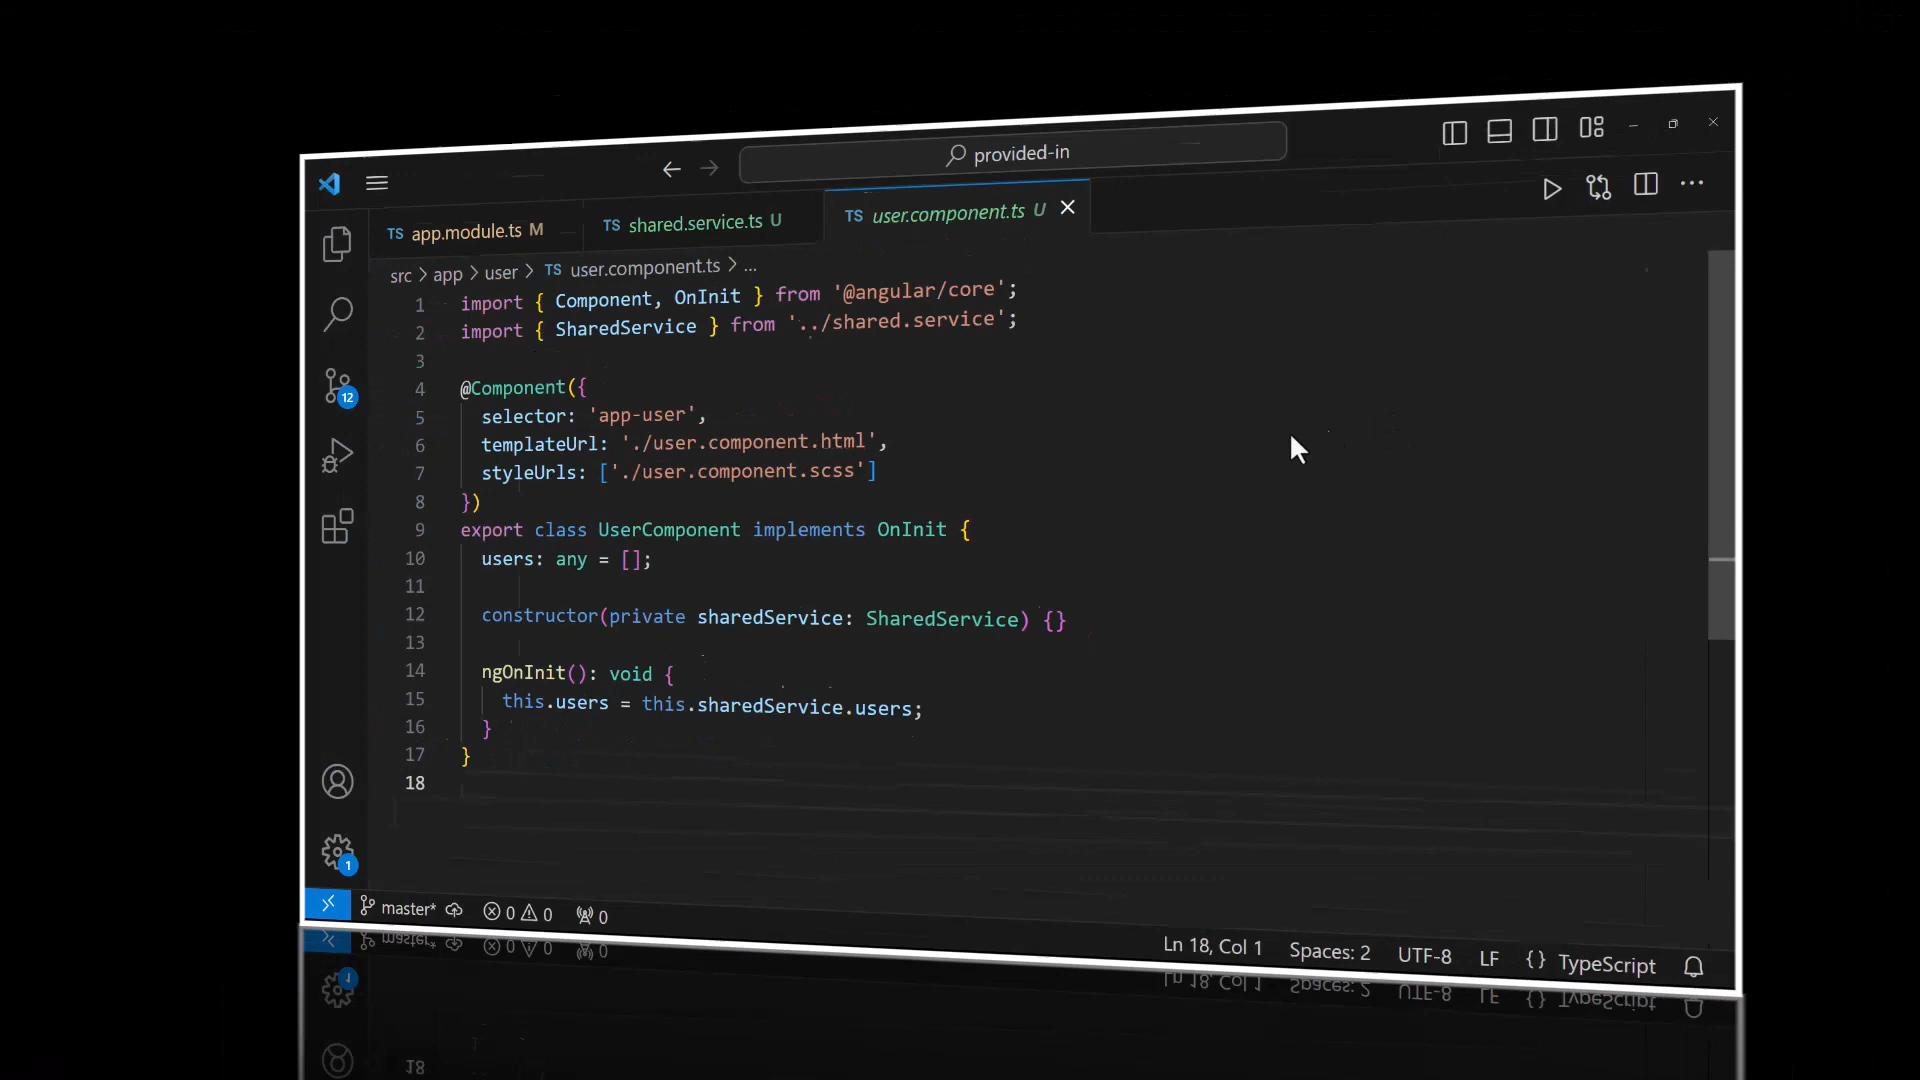 provided-in
TS app.module.ts M
TS shared.service.ts U
TS user.component.ts U
src > app > user > TS user.component.ts > ...
1 import { Component, OnInit } from '@angular/core';
2 import { SharedService } from '../shared.service';
3
4 @Component({
5 selector: 'app-user',
6 templateUrl: './user.component.html',
7 styleUrls: ['./user.component.scss']
8 })
9 export class UserComponent implements OnInit {
10 users: any = [];
11
12 constructor(private sharedService: SharedService) {}
13
14 ngOnInit(): void {
15 this.users = this.sharedService.users;
16 }
17 }
18
12
1
master* 0 0 0
Ln 18, Col 1 Spaces: 2 UTF-8 LF {} TypeScript